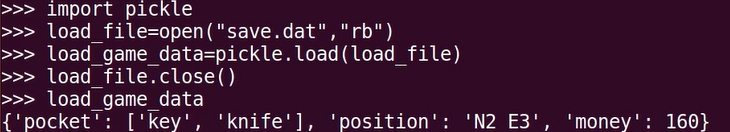 >>> import pickle
>>> load_file=open("save.dat","rb")
>>> load_game_data=pickle.load(load_file)
>>> load_file.close()
>>> load_game_data
{'pocket': ['key', 'knife'], 'position': 'N2 E3', 'money': 160}